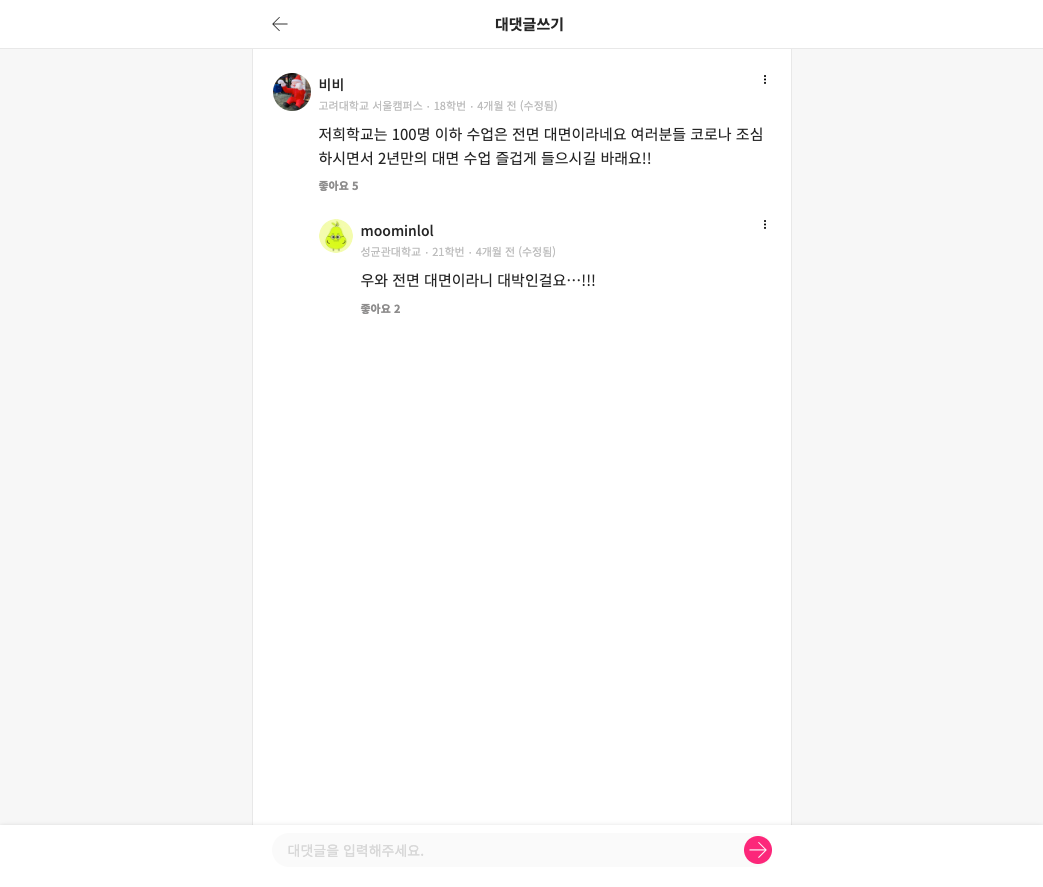 대댓글쓰기
비비
고려대학교 서울캠퍼스 · 18학번 · 4개월 전 (수정됨)
저희학교는 100명 이하 수업은 전면 대면이라네요 여러분들 코로나 조심
하시면서 2년만의 대면 수업 즐겁게 들으시길 바래요!!
좋아요 5
moominlol
성균관대학교 · 21학번 · 4개월 전 (수정됨)
우와 전면 대면이라니 대박인걸요…!!!
좋아요 2
대댓글을 입력해주세요.